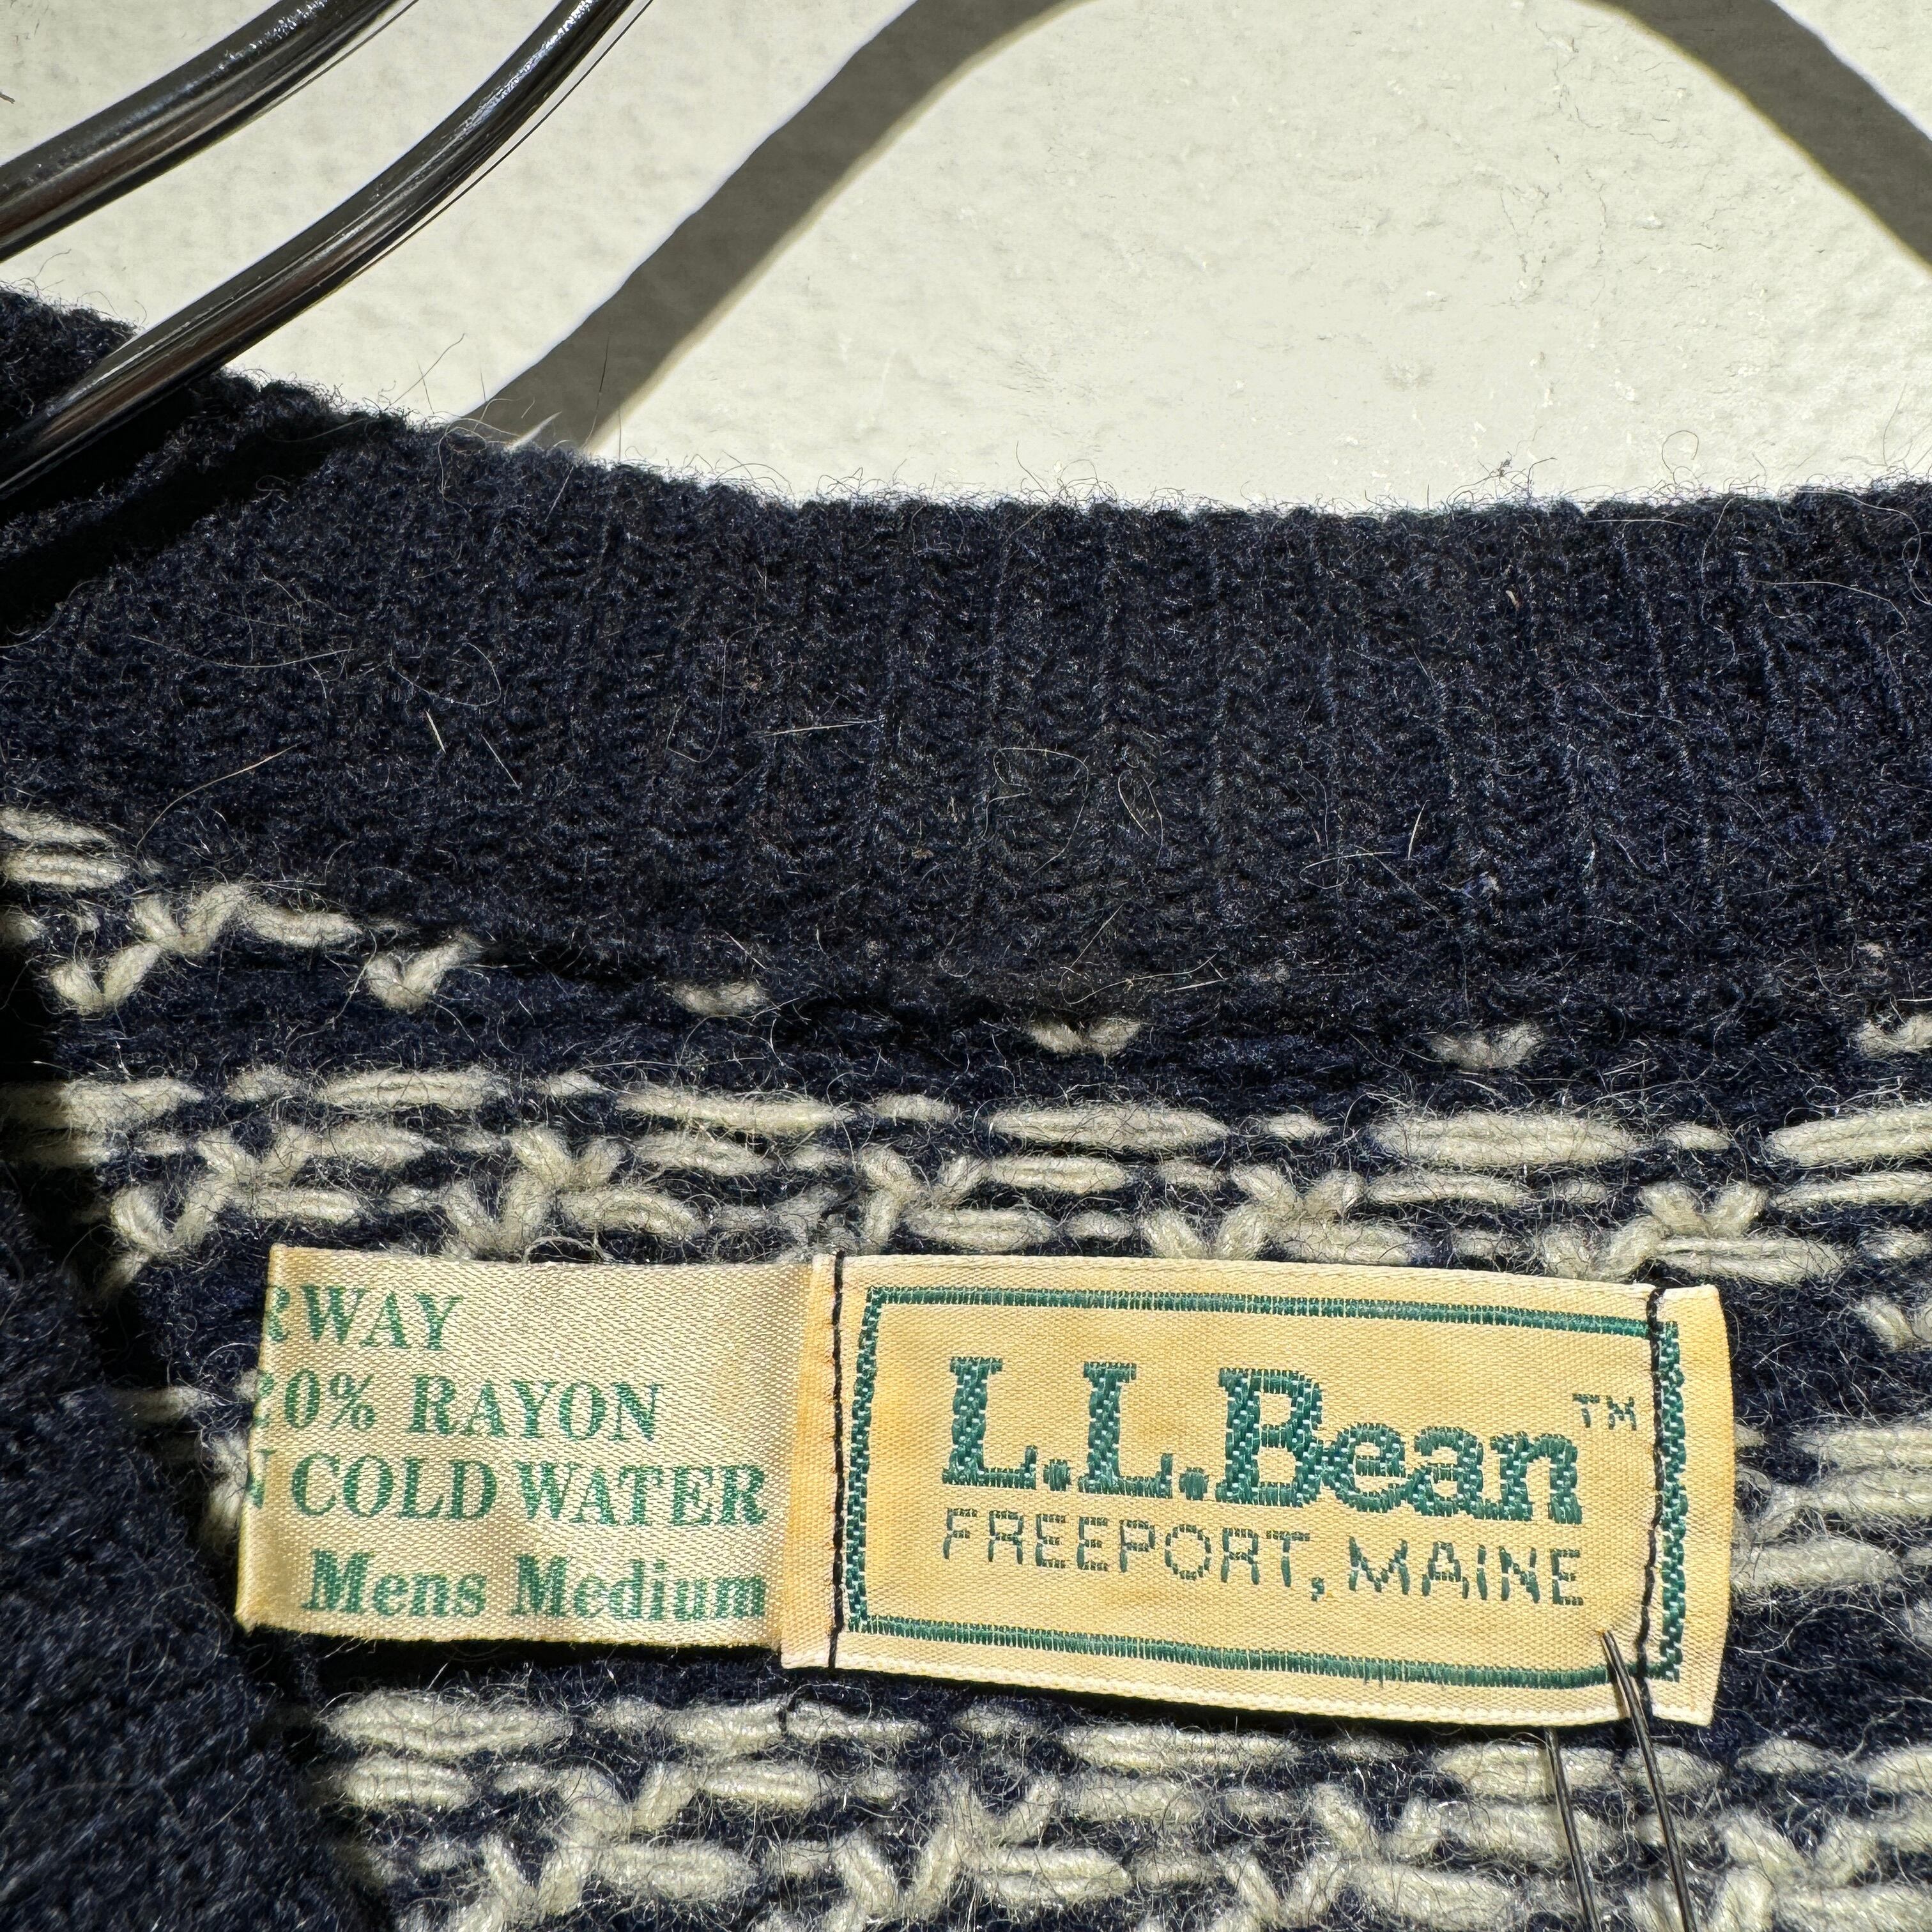 RWAY
20% RAYON
N COLD WATER
Mens Medium
L.L.Bean™
FREEPORT, MAINE